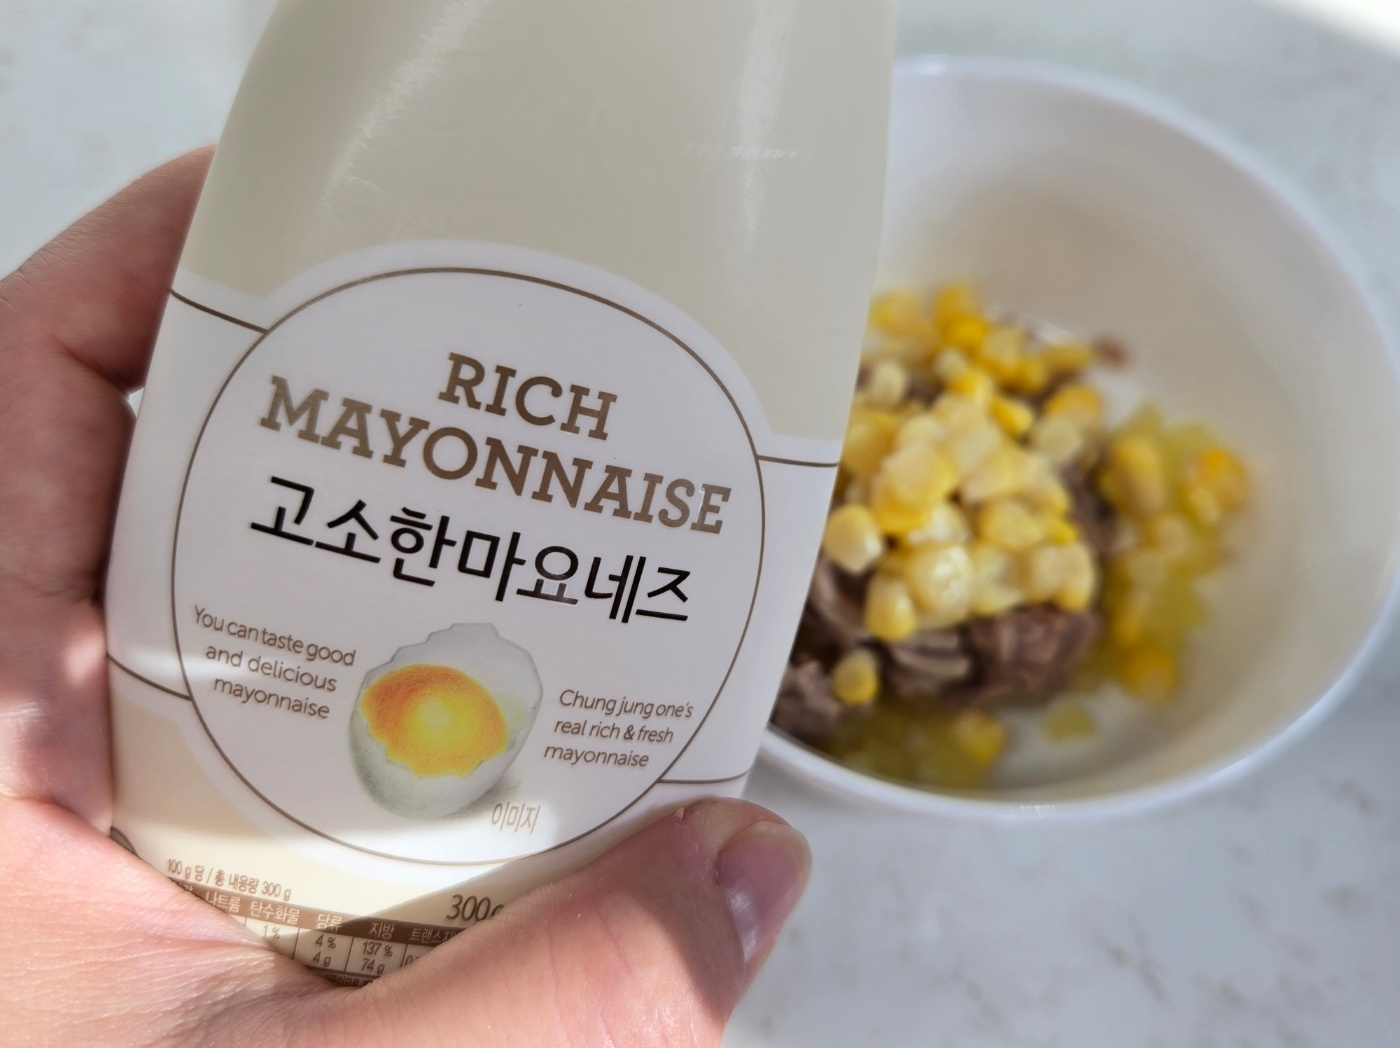 RICH
MAYONNAISE
고소한마요네즈
You can taste good
and delicious
mayonnaise
Chung jung one's
real rich & fresh
mayonnaise
이미지
100 g 당 / 총 내용량 300 g
300g
나트륨 탄수화물 당류 지방
1 % 4 % 137 %
4 g 74 g